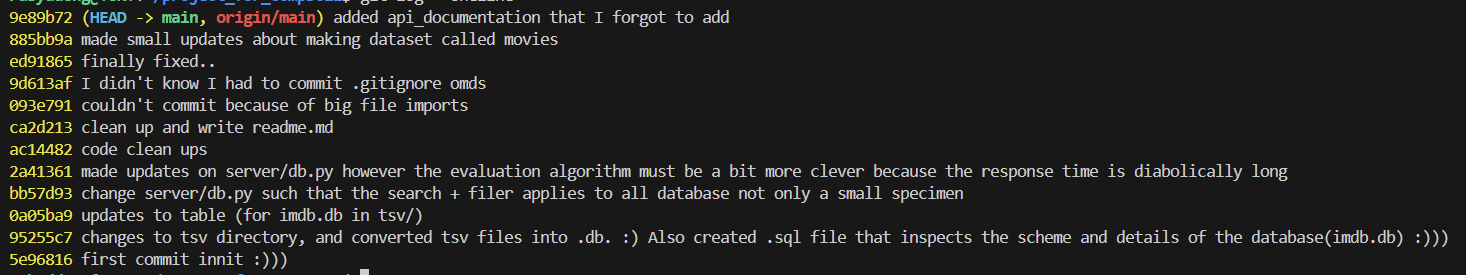 9e89b72 (HEAD -> main, origin/main) added api_documentation that I forgot to add
885bb9a made small updates about making dataset called movies
ed91865 finally fixed..
9d613af I didn't know I had to commit .gitignore omds
093e791 couldn't commit because of big file imports
ca2d213 clean up and write readme.md
ac14482 code clean ups
2a41361 made updates on server/db.py however the evaluation algorithm must be a bit more clever because the response time is diabolically long
bb57d93 change server/db.py such that the search + filer applies to all database not only a small specimen
0a05ba9 updates to table (for imdb.db in tsv/)
95255c7 changes to tsv directory, and converted tsv files into .db. :) Also created .sql file that inspects the scheme and details of the database(imdb.db) :)))
5e96816 first commit innit :)))